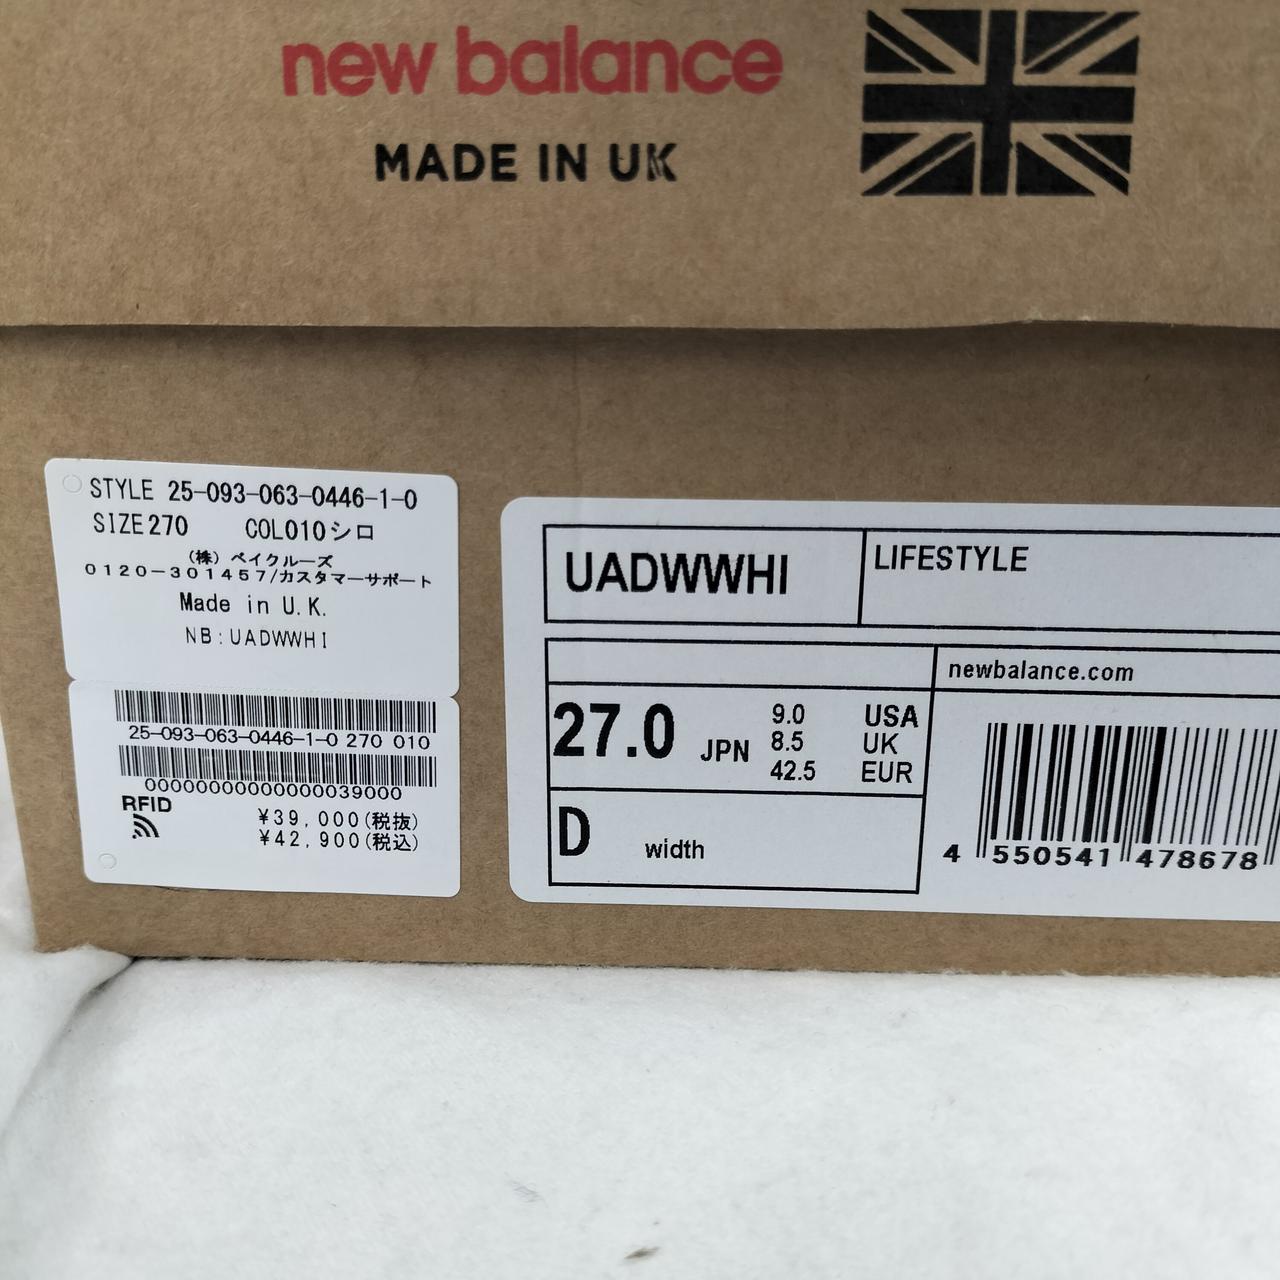 new balance
MADE IN UK
STYLE 25-093-063-0446-1-0
SIZE270 COL010シロ
(株) ベイクルーズ
0120-301457/カスタマーサポート
Made in U.K.
NB:UADWWHI
25-093-063-0446-1-0 270 010
00000000000000039000
RFID
¥39,000(税抜)
¥42,900(税込)
UADWWHI
LIFESTYLE
newbalance.com
27.0 JPN
9.0 USA
8.5 UK
42.5 EUR
D width
4 550541 478678